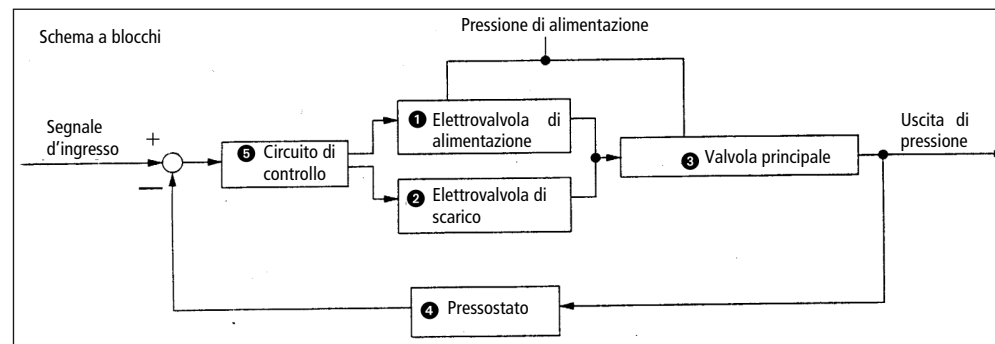 Schema a blocchi
Pressione di alimentazione
Segnale
d'ingresso
+
—
❺ Circuito di
controllo
❶ Elettrovalvola di
alimentazione
❷ Elettrovalvola di
scarico
❸ Valvola principale
Uscita di
pressione
❹ Pressostato